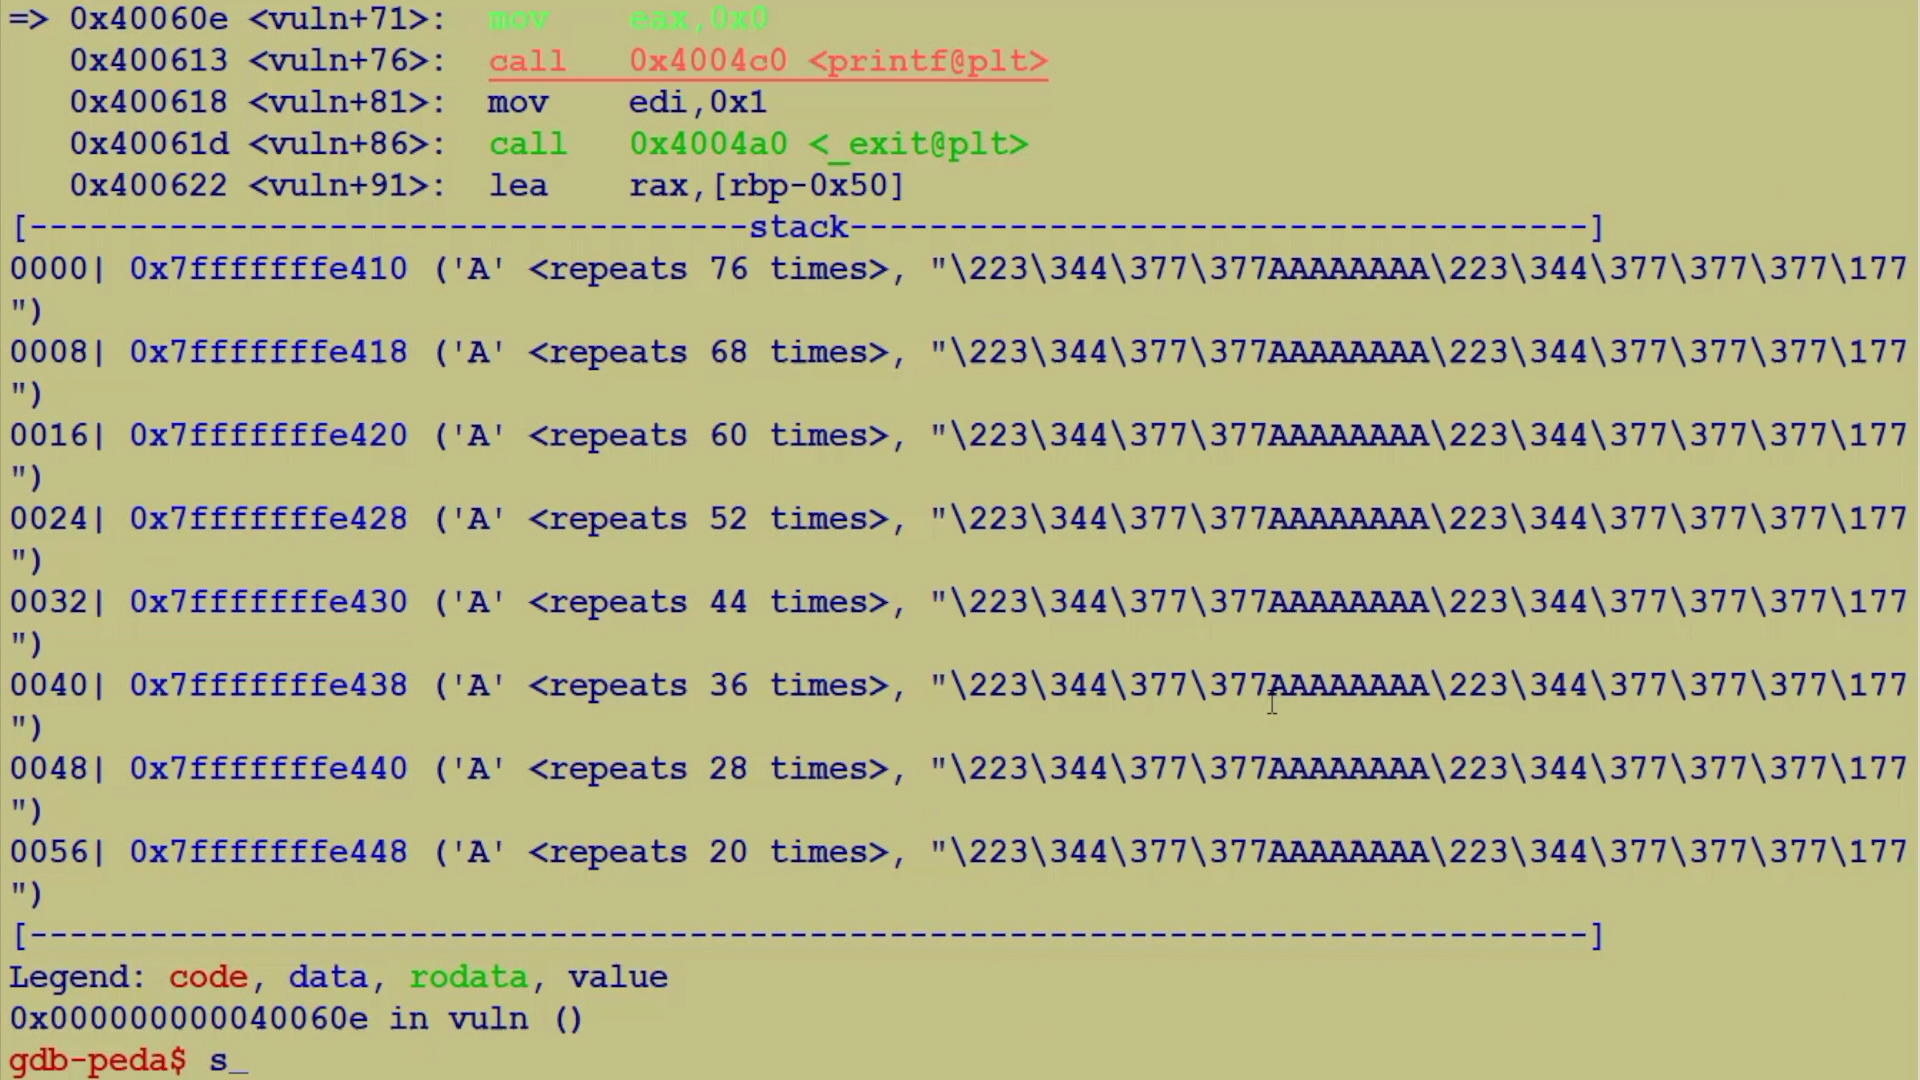 => 0x40060e <vuln+71>:  mov    eax,0x0
   0x400613 <vuln+76>:  call   0x4004c0 <printf@plt>
   0x400618 <vuln+81>:  mov    edi,0x1
   0x40061d <vuln+86>:  call   0x4004a0 <_exit@plt>
   0x400622 <vuln+91>:  lea    rax,[rbp-0x50]
[------------------------------------stack-------------------------------------]
0000| 0x7fffffffe410 ('A' <repeats 76 times>, "\223\344\377\377AAAAAAAA\223\344\377\377\377\177
")
0008| 0x7fffffffe418 ('A' <repeats 68 times>, "\223\344\377\377AAAAAAAA\223\344\377\377\377\177
")
0016| 0x7fffffffe420 ('A' <repeats 60 times>, "\223\344\377\377AAAAAAAA\223\344\377\377\377\177
")
0024| 0x7fffffffe428 ('A' <repeats 52 times>, "\223\344\377\377AAAAAAAA\223\344\377\377\377\177
")
0032| 0x7fffffffe430 ('A' <repeats 44 times>, "\223\344\377\377AAAAAAAA\223\344\377\377\377\177
")
0040| 0x7fffffffe438 ('A' <repeats 36 times>, "\223\344\377\377AAAAAAAA\223\344\377\377\377\177
")
0048| 0x7fffffffe440 ('A' <repeats 28 times>, "\223\344\377\377AAAAAAAA\223\344\377\377\377\177
")
0056| 0x7fffffffe448 ('A' <repeats 20 times>, "\223\344\377\377AAAAAAAA\223\344\377\377\377\177
")
[------------------------------------------------------------------------------]
Legend: code, data, rodata, value
0x000000000040060e in vuln ()
gdb-peda$ s_